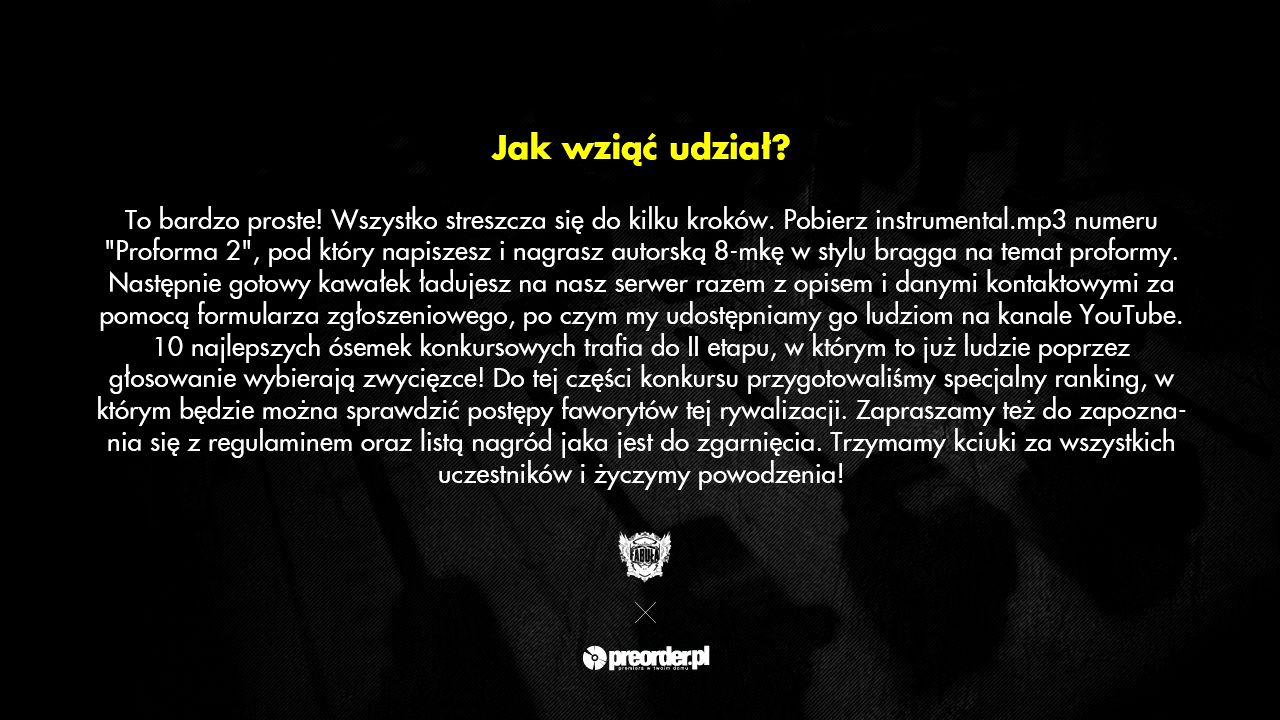 Jak wziąć udział?
To bardzo proste! Wszystko streszcza się do kilku kroków. Pobierz instrumental.mp3 numeru
"Proforma 2", pod który napiszesz i nagrasz autorską 8-mkę w stylu bragga na temat proformy.
Następnie gotowy kawałek ładujesz na nasz serwer razem z opisem i danymi kontaktowymi za
pomocą formularza zgłoszeniowego, po czym my udostępniamy go ludziom na kanale YouTube.
10 najlepszych ósemek konkursowych trafia do II etapu, w którym to już ludzie poprzez
głosowanie wybierają zwycięzce! Do tej części konkursu przygotowaliśmy specjalny ranking, w
którym będzie można sprawdzić postępy faworytów tej rywalizacji. Zapraszamy też do zapozna-
nia się z regulaminem oraz listą nagród jaka jest do zgarnięcia. Trzymamy kciuki za wszystkich
uczestników i życzymy powodzenia!
FABUŁA
preorder.pl
premiera w twoim domu